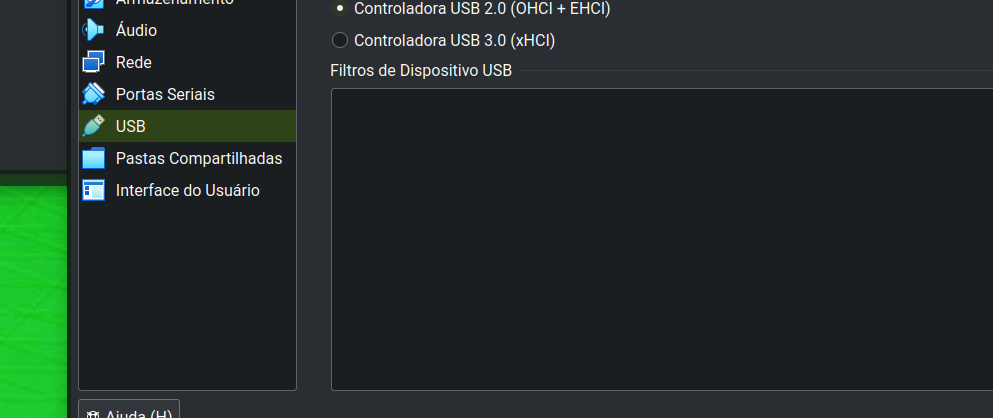 Armazenamento
Áudio
Rede
Portas Seriais
USB
Pastas Compartilhadas
Interface do Usuário
Controladora USB 2.0 (OHCI + EHCI)
Controladora USB 3.0 (xHCI)
Filtros de Dispositivo USB
Ajuda (H)